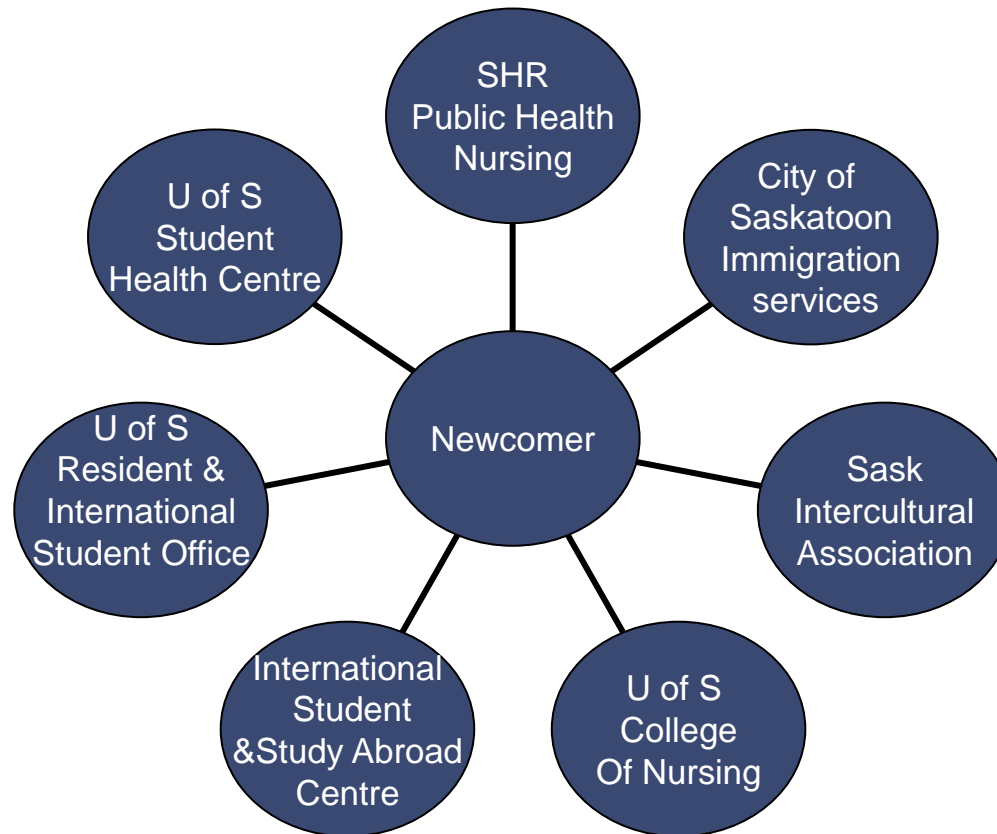 SHR
Public Health
Nursing
City of
Saskatoon
Immigration
services
U of S
Student
Health Centre
Newcomer
U of S
Resident &
International
Student Office
Sask
Intercultural
Association
International
Student
&Study Abroad
Centre
U of S
College
Of Nursing